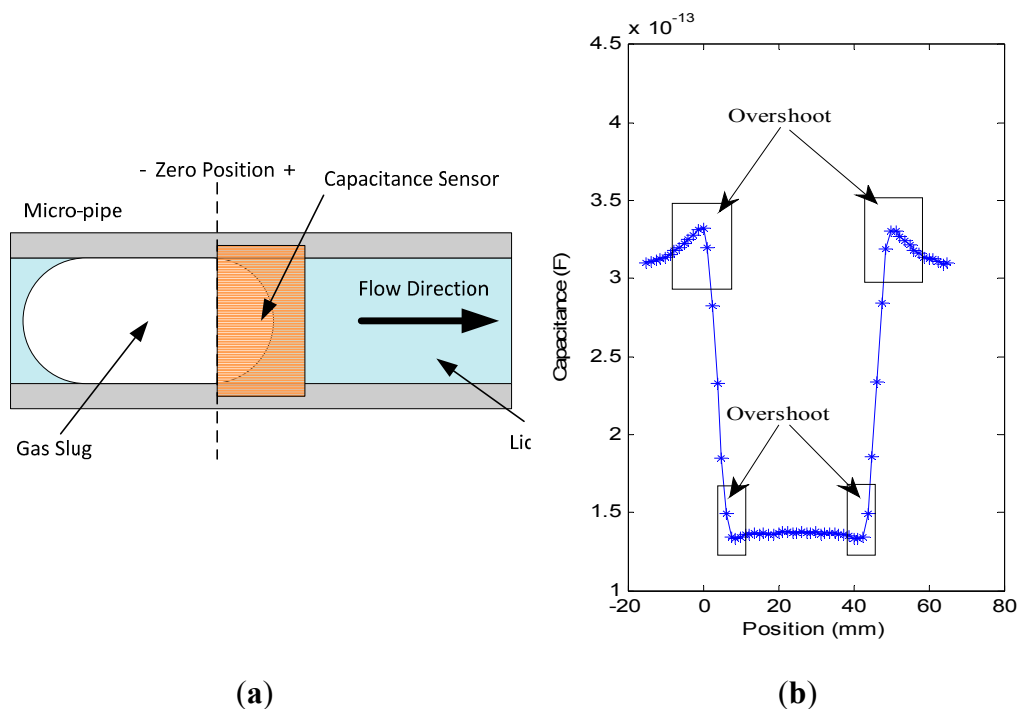 - Zero Position +
Capacitance Sensor
Micro-pipe
Flow Direction
Gas Slug
(a)
× 10⁻¹³
4.5
4
3.5
3
2.5
2
1.5
1
Capacitance (F)
Overshoot
Overshoot
-20 0 20 40 60 80
Position (mm)
(b)